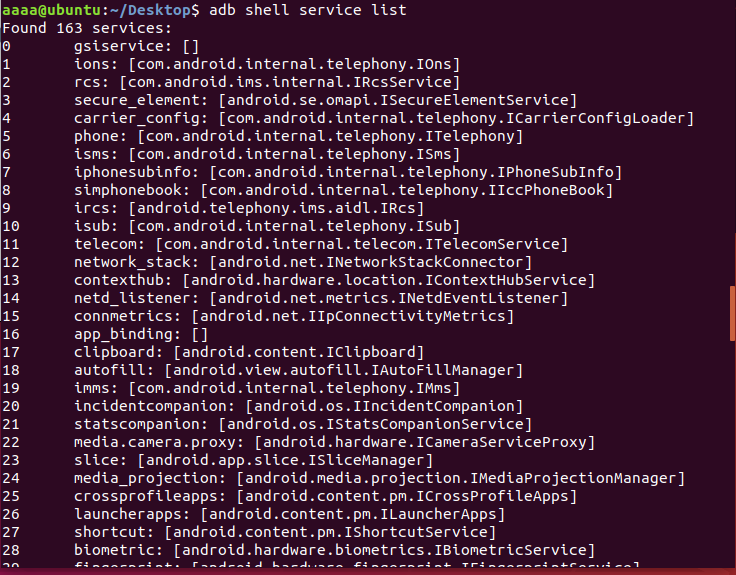 aaaa@ubuntu:~/Desktop$ adb shell service list
Found 163 services:
0       gsiservice: []
1       ions: [com.android.internal.telephony.IOns]
2       rcs: [com.android.ims.internal.IRcsService]
3       secure_element: [android.se.omapi.ISecureElementService]
4       carrier_config: [com.android.internal.telephony.ICarrierConfigLoader]
5       phone: [com.android.internal.telephony.ITelephony]
6       isms: [com.android.internal.telephony.ISms]
7       iphonesubinfo: [com.android.internal.telephony.IPhoneSubInfo]
8       simphonebook: [com.android.internal.telephony.IIccPhoneBook]
9       ircs: [android.telephony.ims.aidl.IRcs]
10      isub: [com.android.internal.telephony.ISub]
11      telecom: [com.android.internal.telecom.ITelecomService]
12      network_stack: [android.net.INetworkStackConnector]
13      contexthub: [android.hardware.location.IContextHubService]
14      netd_listener: [android.net.metrics.INetdEventListener]
15      connmetrics: [android.net.IIpConnectivityMetrics]
16      app_binding: []
17      clipboard: [android.content.IClipboard]
18      autofill: [android.view.autofill.IAutoFillManager]
19      imms: [com.android.internal.telephony.IMms]
20      incidentcompanion: [android.os.IIncidentCompanion]
21      statscompanion: [android.os.IStatsCompanionService]
22      media.camera.proxy: [android.hardware.ICameraServiceProxy]
23      slice: [android.app.slice.ISliceManager]
24      media_projection: [android.media.projection.IMediaProjectionManager]
25      crossprofileapps: [android.content.pm.ICrossProfileApps]
26      launcherapps: [android.content.pm.ILauncherApps]
27      shortcut: [android.content.pm.IShortcutService]
28      biometric: [android.hardware.biometrics.IBiometricService]
29      fingerprint: [android.hardware.fingerprint.IFingerprintService]